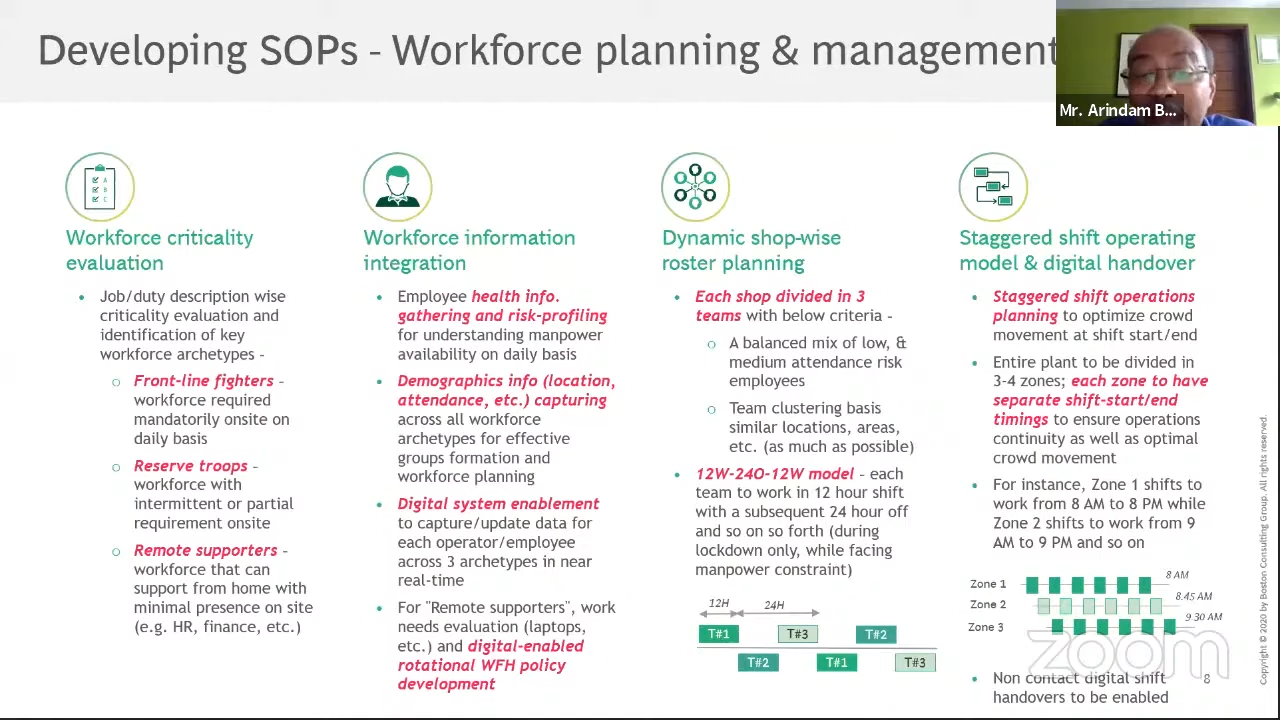 Developing SOPs - Workforce planning & management
Mr. Arindam B...
A
B
C
Workforce criticality
evaluation
• Job/duty description wise
criticality evaluation and
identification of key
workforce archetypes -
o Front-line fighters -
workforce required
mandatorily onsite on
daily basis
o Reserve troops -
workforce with
intermittent or partial
requirement onsite
o Remote supporters -
workforce that can
support from home with
minimal presence on site
(e.g. HR, finance, etc.)
Workforce information
integration
• Employee health info.
gathering and risk-profiling
for understanding manpower
availability on daily basis
• Demographics info (location,
attendance, etc.) capturing
across all workforce
archetypes for effective
groups formation and
workforce planning
• Digital system enablement
to capture/update data for
each operator/employee
across 3 archetypes in near
real-time
• For "Remote supporters", work
needs evaluation (laptops,
etc.) and digital-enabled
rotational WFH policy
development
Dynamic shop-wise
roster planning
• Each shop divided in 3
teams with below criteria -
o A balanced mix of low, &
medium attendance risk
employees
o Team clustering basis
similar locations, areas,
etc. (as much as possible)
• 12W-24O-12W model - each
team to work in 12 hour shift
with a subsequent 24 hour off
and so on so forth (during
lockdown only, while facing
manpower constraint)
12H 24H
T#1 T#3 T#2
T#2 T#1 T#3
Staggered shift operating
model & digital handover
• Staggered shift operations
planning to optimize crowd
movement at shift start/end
• Entire plant to be divided in
3-4 zones; each zone to have
separate shift-start/end
timings to ensure operations
continuity as well as optimal
crowd movement
• For instance, Zone 1 shifts to
work from 8 AM to 8 PM while
Zone 2 shifts to work from 9
AM to 9 PM and so on
Zone 1 8 AM
Zone 2 8.45 AM
Zone 3 9 30 AM
zoom
• Non contact digital shift
handovers to be enabled
8
Copyright © 2020 by Boston Consulting Group. All rights reserved.